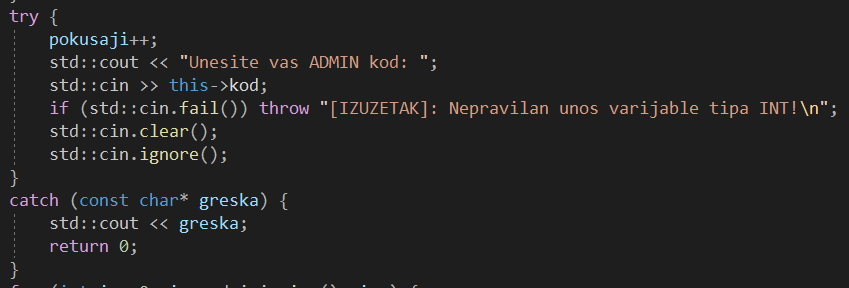 try {
    pokusaji++;
    std::cout << "Unesite vas ADMIN kod: ";
    std::cin >> this->kod;
    if (std::cin.fail()) throw "[IZUZETAK]: Nepravilan unos varijable tipa INT!\n";
    std::cin.clear();
    std::cin.ignore();
}
catch (const char* greska) {
    std::cout << greska;
    return 0;
}